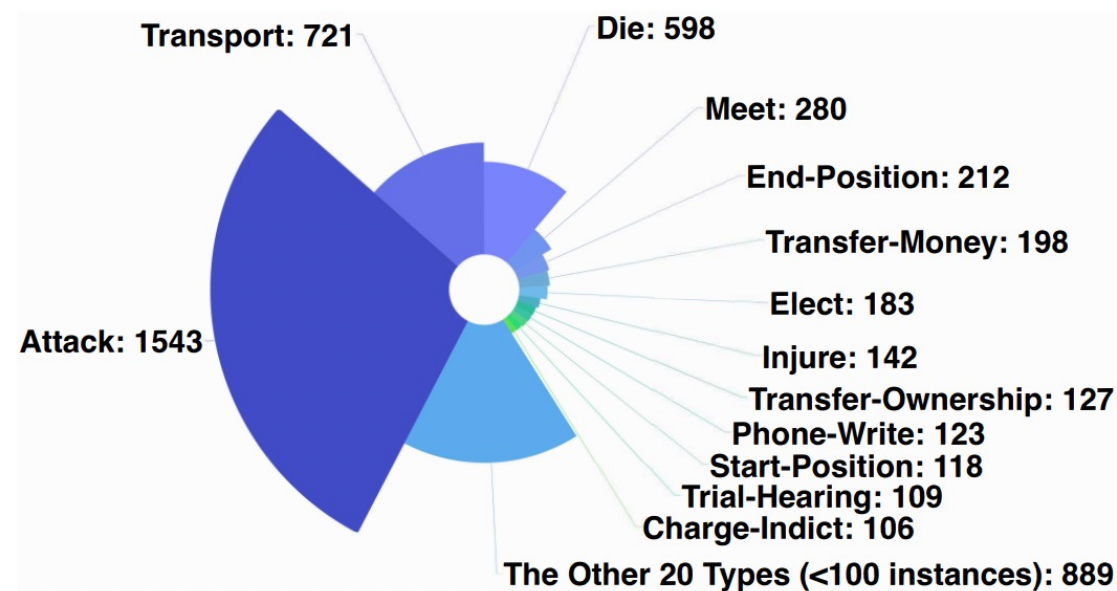 Transport: 721
Die: 598
Meet: 280
End-Position: 212
Transfer-Money: 198
Elect: 183
Attack: 1543
Injure: 142
Transfer-Ownership: 127
Phone-Write: 123
Start-Position: 118
Trial-Hearing: 109
Charge-Indict: 106
The Other 20 Types (<100 instances): 889